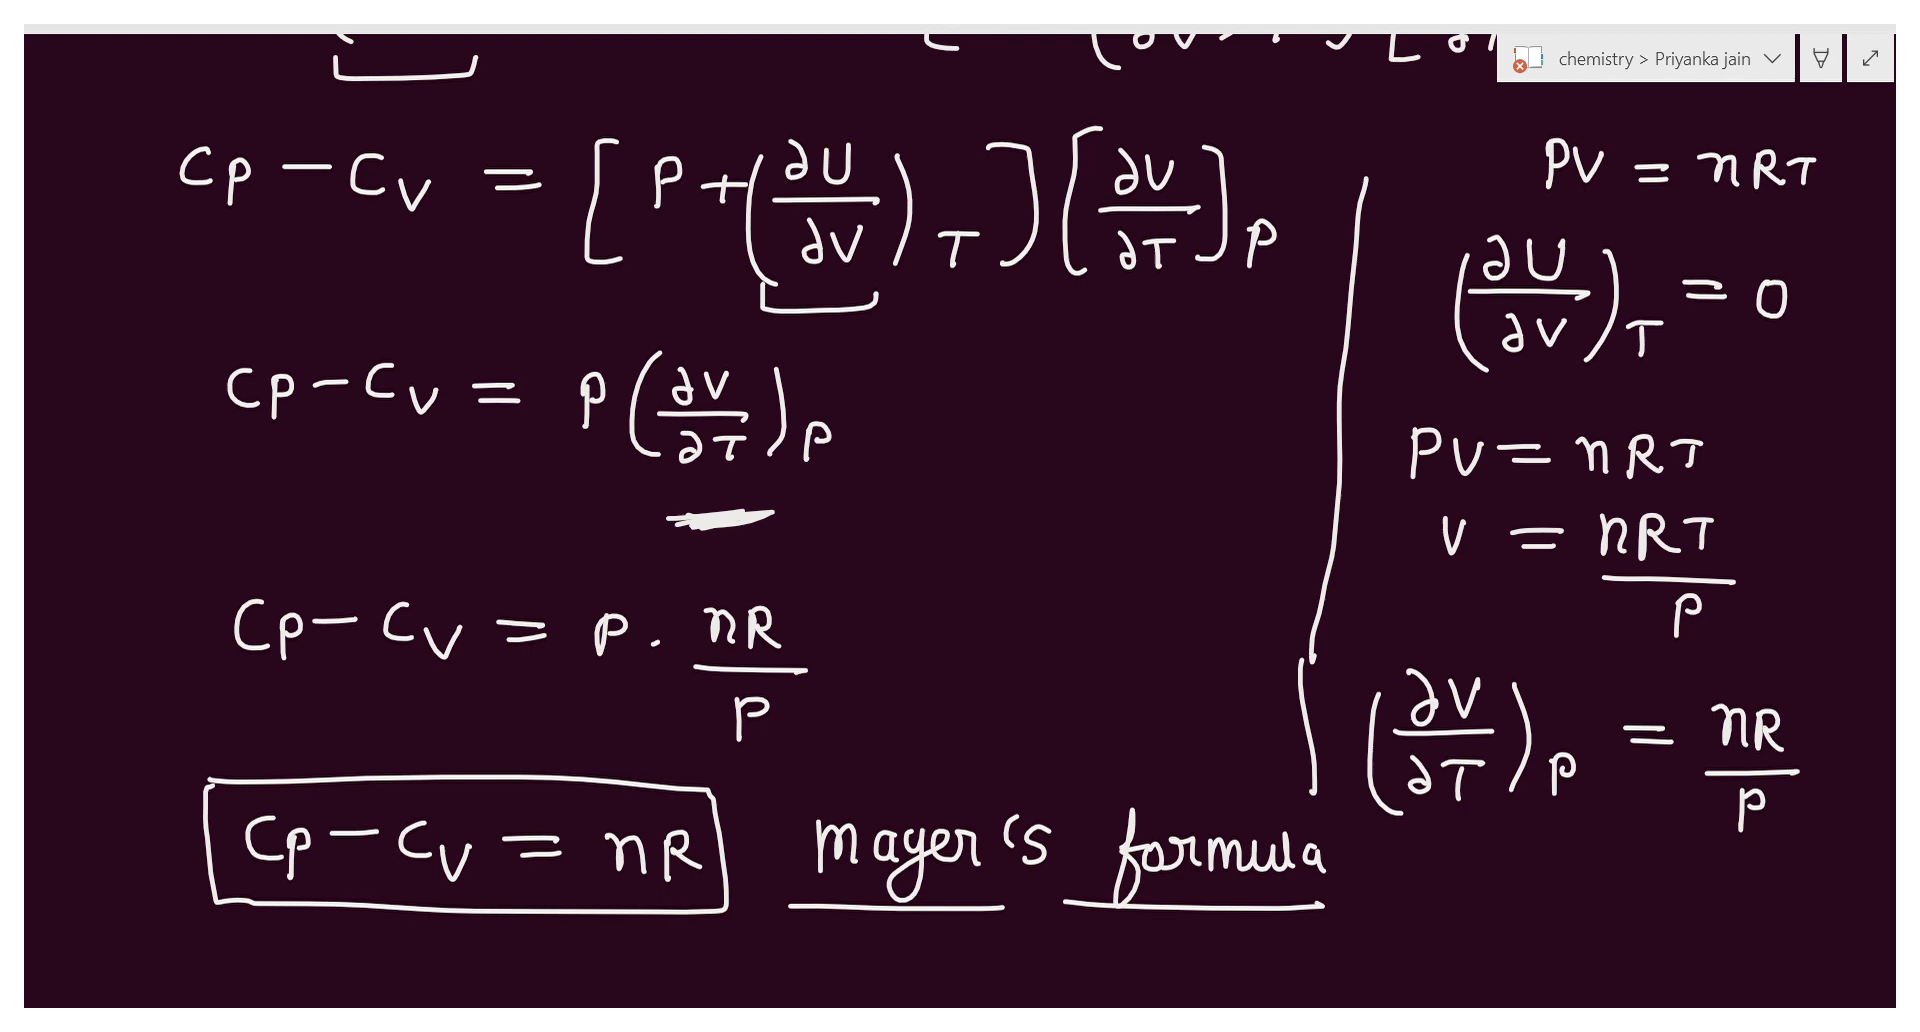 chemistry > Priyanka jain
Cp - Cv = [P + (∂U/∂V)T] [∂V/∂T]P
Cp - Cv = P(∂V/∂T)P
Cp - Cv = P . nR/P
Cp - Cv = nR mayer's formula
PV = nRT
(∂U/∂V)T = 0
PV = nRT
V = nRT/P
(∂V/∂T)P = nR/P